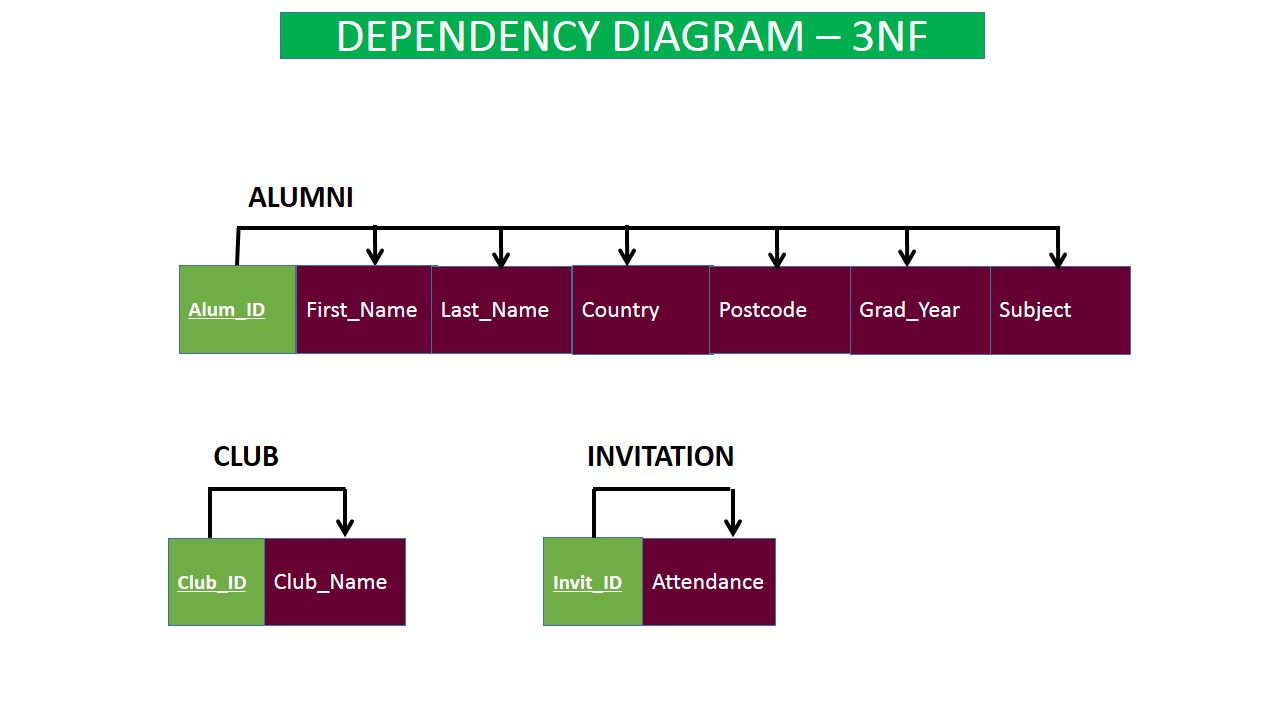 DEPENDENCY DIAGRAM – 3NF
ALUMNI
Alum_ID First_Name Last_Name Country Postcode Grad_Year Subject
CLUB INVITATION
Club_ID Club_Name Invit_ID Attendance